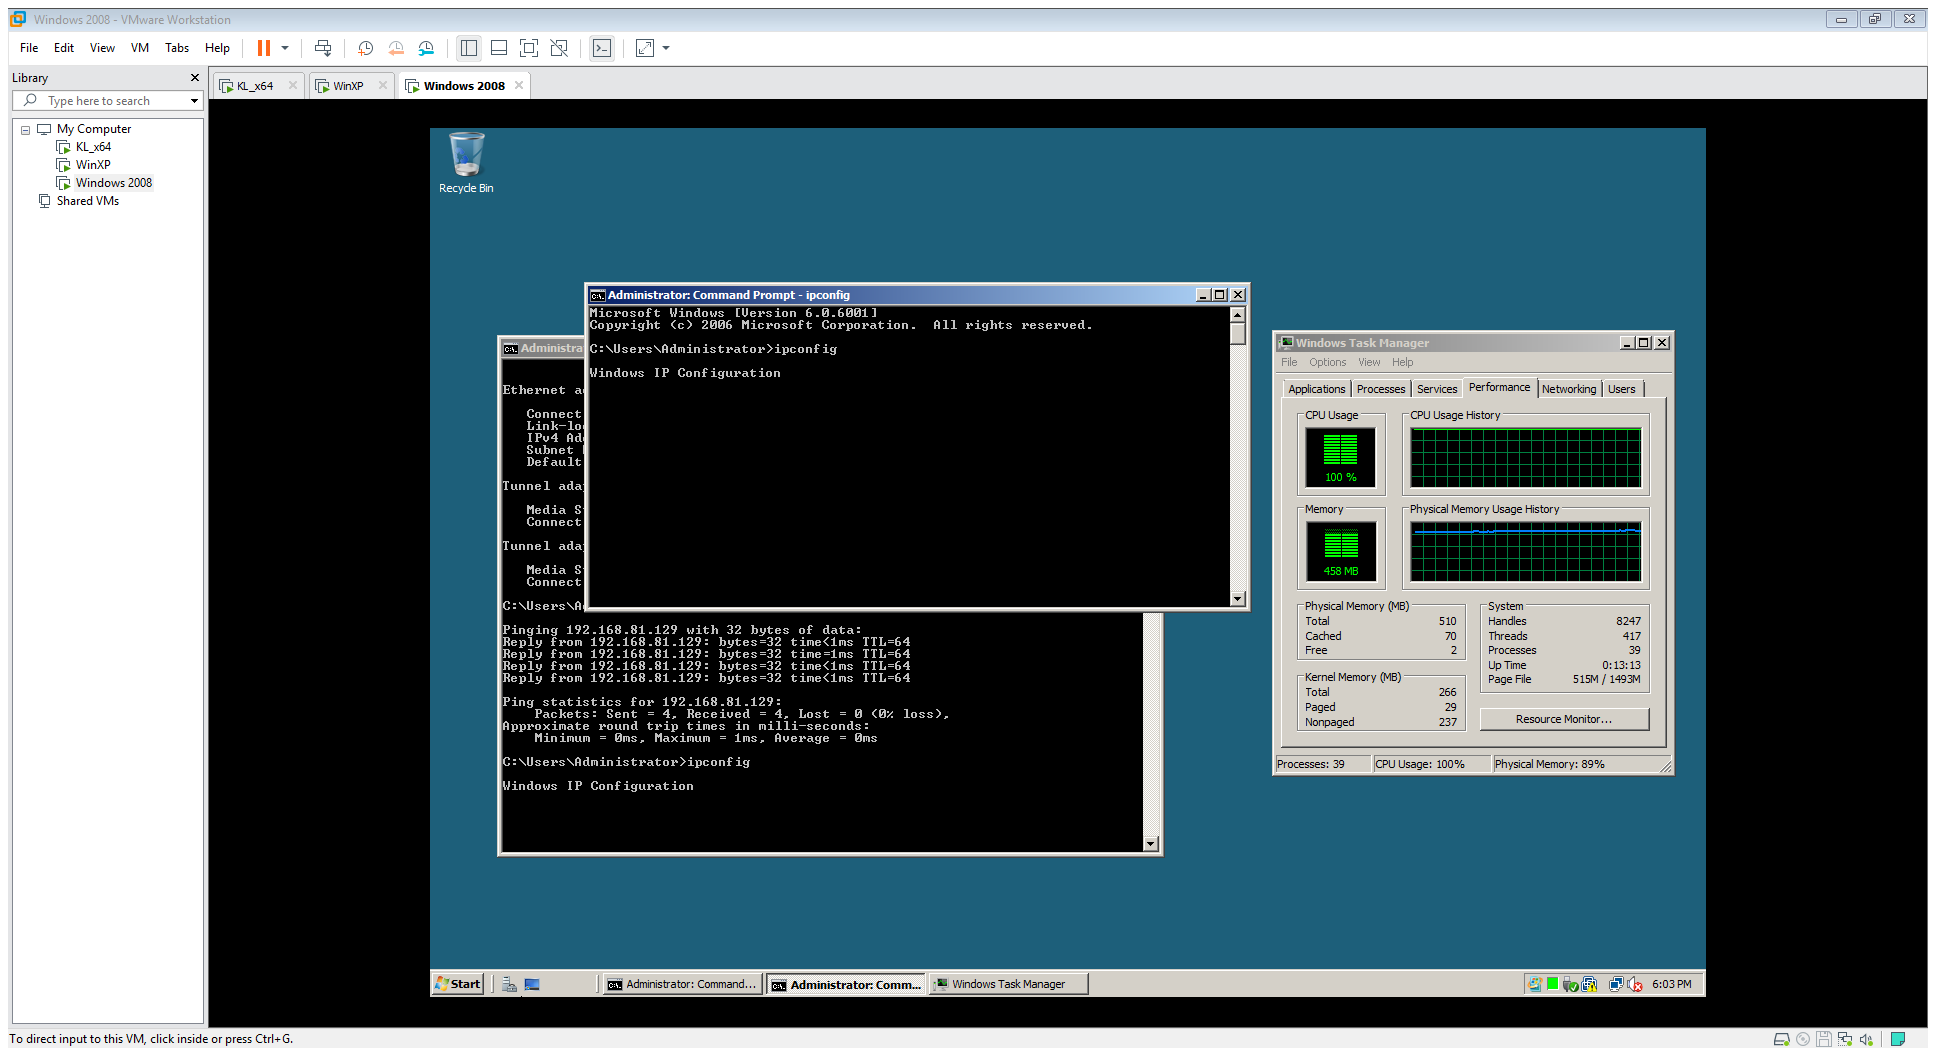 Windows 2008 - VMware Workstation
File Edit View VM Tabs Help
Library
Type here to search
My Computer
KL_x64
WinXP
Windows 2008
Shared VMs
KL_x64
WinXP
Windows 2008
Recycle Bin
Administrator: Command Prompt - ipconfig
Microsoft Windows [Version 6.0.6001]
Copyright (c) 2006 Microsoft Corporation.  All rights reserved.
C:\Users\Administrator>ipconfig
Windows IP Configuration
Ethernet
Connect
IPv4
Subnet
Default
Tunnel
Media
Connect
Tunnel
Media
Connect
Pinging 192.168.81.129 with 32 bytes of data:
Reply from 192.168.81.129: bytes=32 time<1ms TTL=64
Reply from 192.168.81.129: bytes=32 time=1ms TTL=64
Reply from 192.168.81.129: bytes=32 time<1ms TTL=64
Reply from 192.168.81.129: bytes=32 time<1ms TTL=64
Ping statistics for 192.168.81.129:
Packets: Sent = 4, Received = 4, Lost = 0 (0% loss),
Approximate round trip times in milli-seconds:
Minimum = 0ms, Maximum = 1ms, Average = 0ms
C:\Users\Administrator>ipconfig
Windows IP Configuration
Windows Task Manager
File Options View Help
Applications Processes Services Performance Networking Users
CPU Usage
100 %
CPU Usage History
Memory
458 MB
Physical Memory Usage History
Physical Memory (MB)
Total 510
Cached 70
Free 2
Kernel Memory (MB)
Total 266
Paged 29
Nonpaged 237
System
Handles 8247
Threads 417
Processes 39
Up Time 0:13:13
Page File 515M / 1493M
Resource Monitor...
Processes: 39 CPU Usage: 100% Physical Memory: 89%
Start
Administrator: Command...
Administrator: Comm...
Windows Task Manager
6:03 PM
To direct input to this VM, click inside or press Ctrl+G.